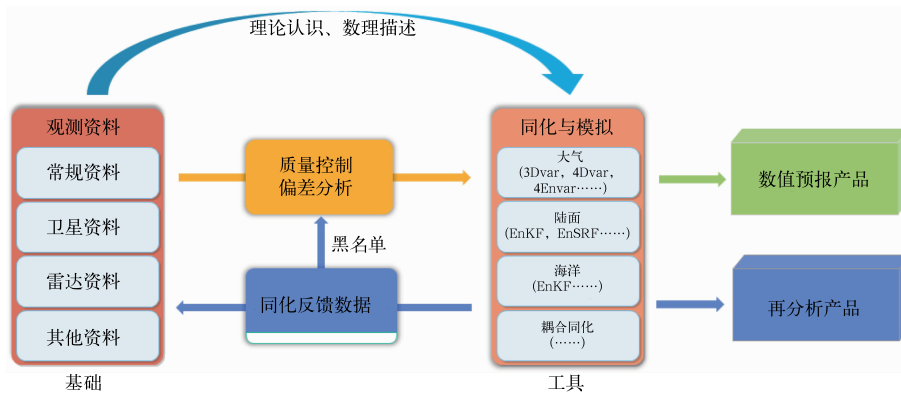 理论认识、数理描述
观测资料
常规资料
卫星资料
雷达资料
其他资料
基础
质量控制
偏差分析
黑名单
同化反馈数据
同化与模拟
大气
(3Dvar，4Dvar，
4Envar……)
陆面
(EnKF，EnSRF……)
海洋
(EnKF……)
耦合同化
(……)
工具
数值预报产品
再分析产品